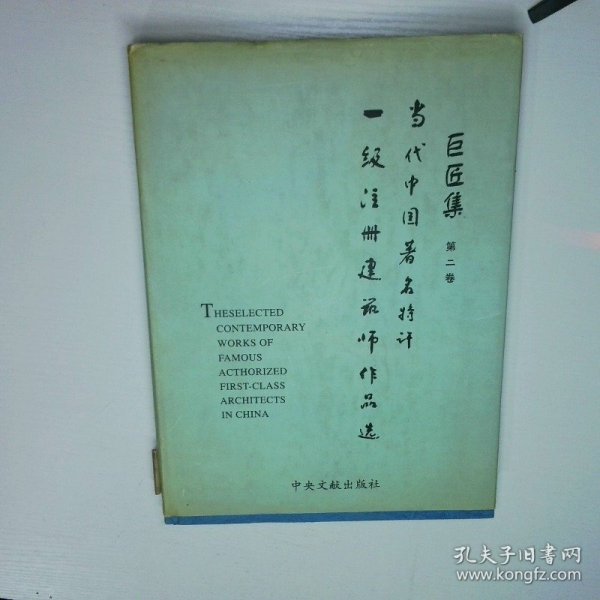 巨匠集
第二卷
当代中国著名特许
一级注册建筑师作品选
THESELECTED
CONTEMPORARY
WORKS OF
FAMOUS
ACTHORIZED
FIRST-CLASS
ARCHITECTS
IN CHINA
中央文献出版社
孔夫子旧书网
www.kongfz.com